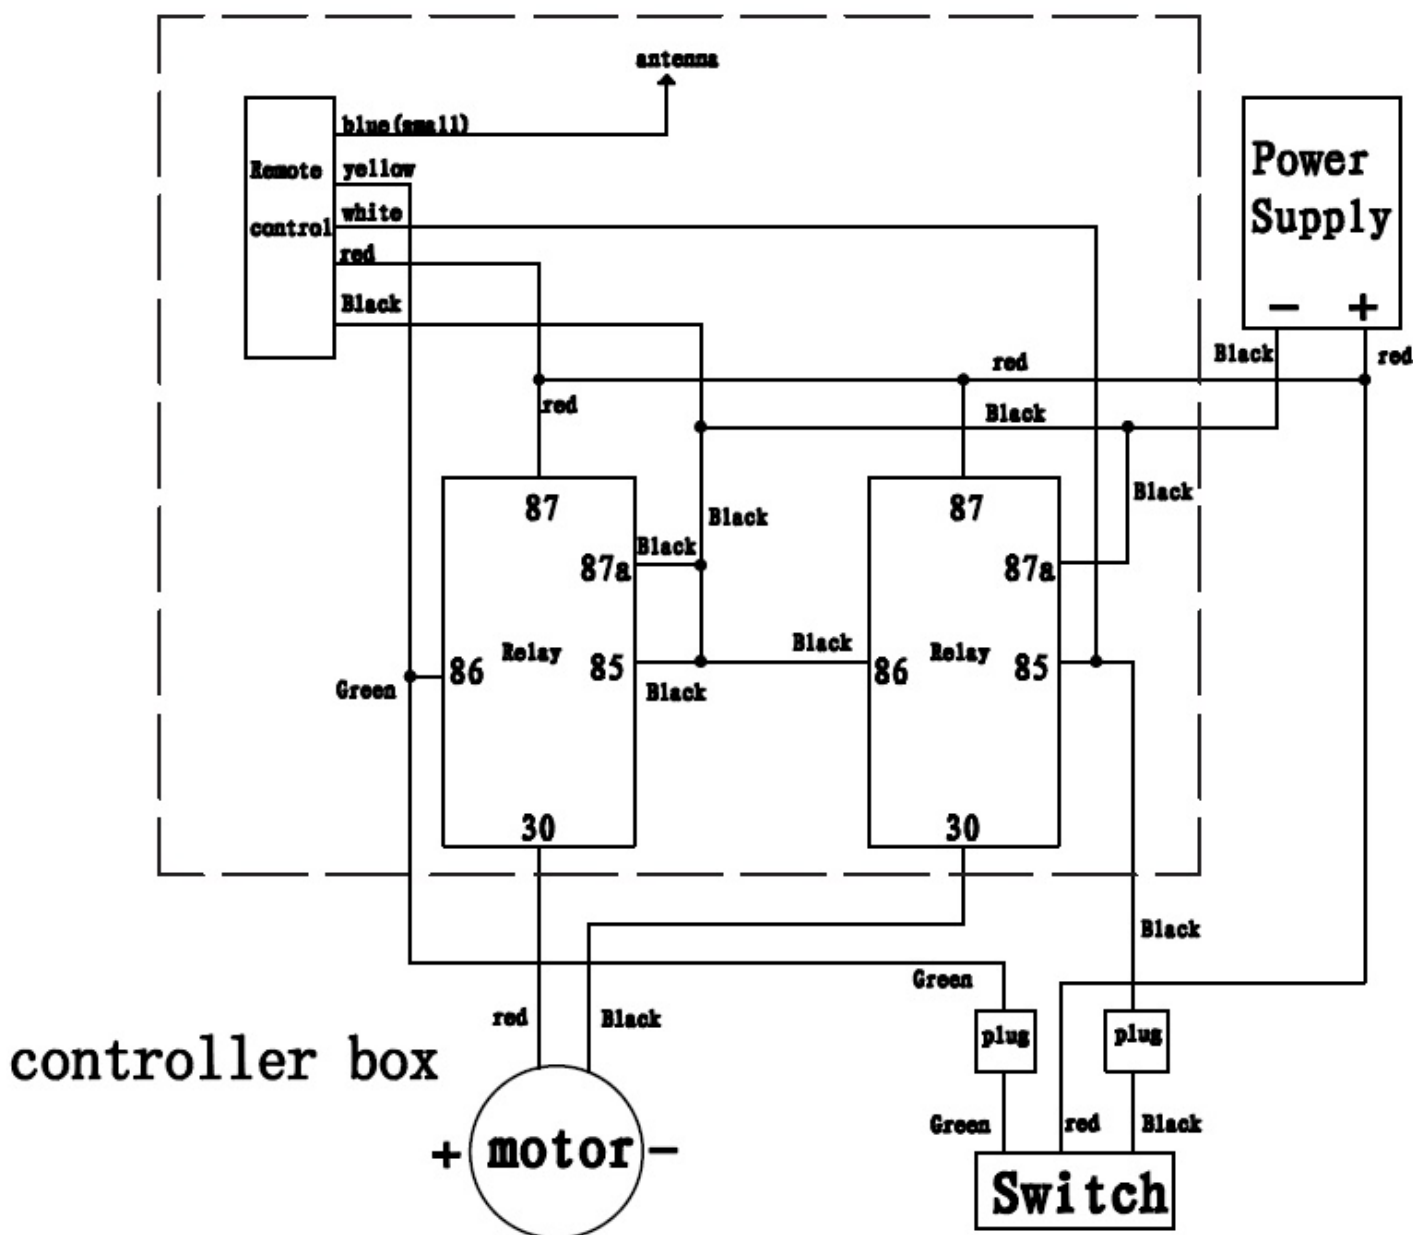 antenna
blue(small)
Remote
control
yellow
white
red
Black
Power
Supply
- +
Black
red
red
red
Black
Black
Black
Black
87
87a
Relay
86
85
Green
Black
30
87
87a
Black
Relay
86
85
30
Black
Green
red
Black
plug
plug
controller box
+ motor -
Green
red
Black
Switch